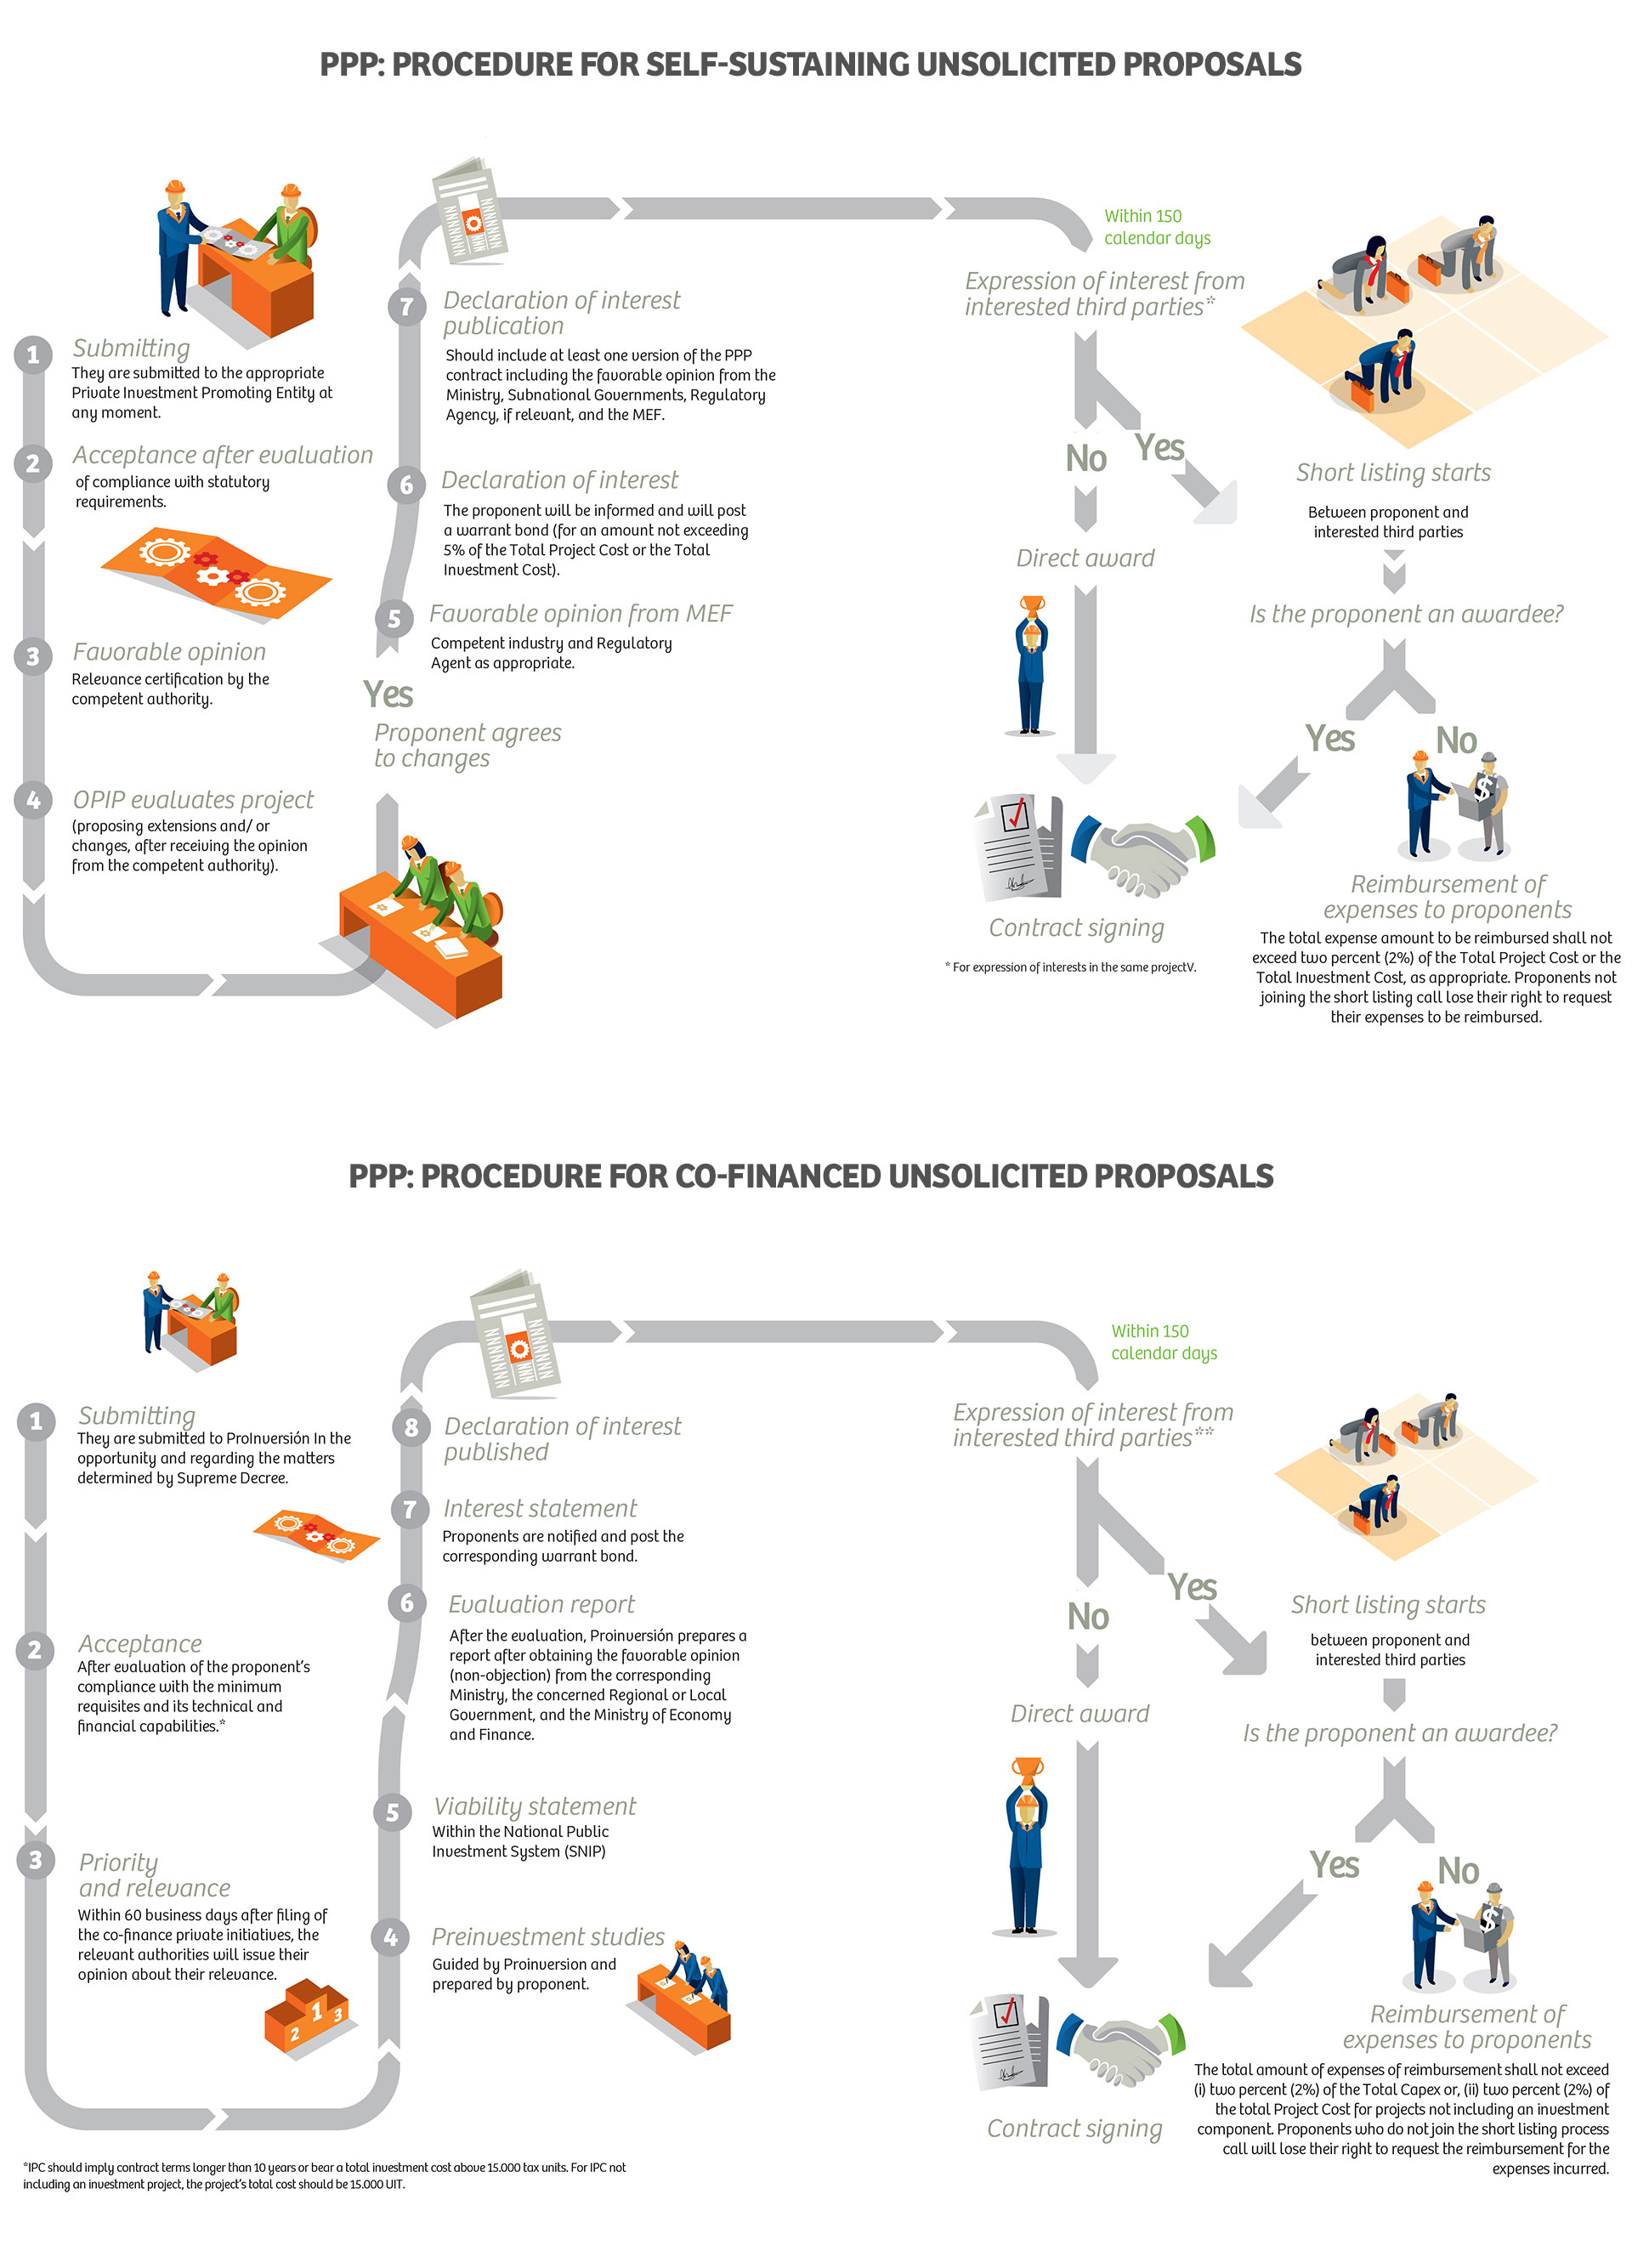 PPP: PROCEDURE FOR SELF-SUSTAINING UNSOLICITED PROPOSALS
1
Submitting
They are submitted to the appropriate
Private Investment Promoting Entity at
any moment.
2
Acceptance after evaluation
of compliance with statutory
requirements.
3
Favorable opinion
Relevance certification by the
competent authority.
4
OPIP evaluates project
(proposing extensions and/ or
changes, after receiving the opinion
from the competent authority).
7
Declaration of interest
publication
Should include at least one version of the PPP
contract including the favorable opinion from the
Ministry, Subnational Governments, Regulatory
Agency, if relevant, and the MEF.
6
Declaration of interest
The proponent will be informed and will post
a warrant bond (for an amount not exceeding
5% of the Total Project Cost or the Total
Investment Cost).
5
Favorable opinion from MEF
Competent industry and Regulatory
Agent as appropriate.
Yes
Proponent agrees
to changes
Within 150
calendar days
Expression of interest from
interested third parties*
No
Yes
Direct award
Short listing starts
Between proponent and
interested third parties
Is the proponent an awardee?
Yes
No
$
Contract signing
* For expression of interests in the same projectV.
Reimbursement of
expenses to proponents
The total expense amount to be reimbursed shall not
exceed two percent (2%) of the Total Project Cost or the
Total Investment Cost, as appropriate. Proponents not
joining the short listing call lose their right to request
their expenses to be reimbursed.
PPP: PROCEDURE FOR CO-FINANCED UNSOLICITED PROPOSALS
1
Submitting
They are submitted to ProInversión In the
opportunity and regarding the matters
determined by Supreme Decree.
2
Acceptance
After evaluation of the proponent's
compliance with the minimum
requisites and its technical and
financial capabilities.*
3
Priority
and relevance
Within 60 business days after filing of
the co-finance private initiatives, the
relevant authorities will issue their
opinion about their relevance.
2 1 3
8
Declaration of interest
published
7
Interest statement
Proponents are notified and post the
corresponding warrant bond.
6
Evaluation report
After the evaluation, Proinversión prepares a
report after obtaining the favorable opinion
(non-objection) from the corresponding
Ministry, the concerned Regional or Local
Government, and the Ministry of Economy
and Finance.
5
Viability statement
Within the National Public
Investment System (SNIP)
4
Preinvestment studies
Guided by Proinversion and
prepared by proponent.
Within 150
calendar days
Expression of interest from
interested third parties**
No
Yes
Direct award
Short listing starts
between proponent and
interested third parties
Is the proponent an awardee?
Yes
No
$
Contract signing
Reimbursement of
expenses to proponents
The total amount of expenses of reimbursement shall not exceed
(i) two percent (2%) of the Total Capex or, (ii) two percent (2%) of
the total Project Cost for projects not including an investment
component. Proponents who do not join the short listing process
call will lose their right to request the reimbursement for the
expenses incurred.
*IPC should imply contract terms longer than 10 years or bear a total investment cost above 15.000 tax units. For IPC not
including an investment project, the project's total cost should be 15.000 UIT.